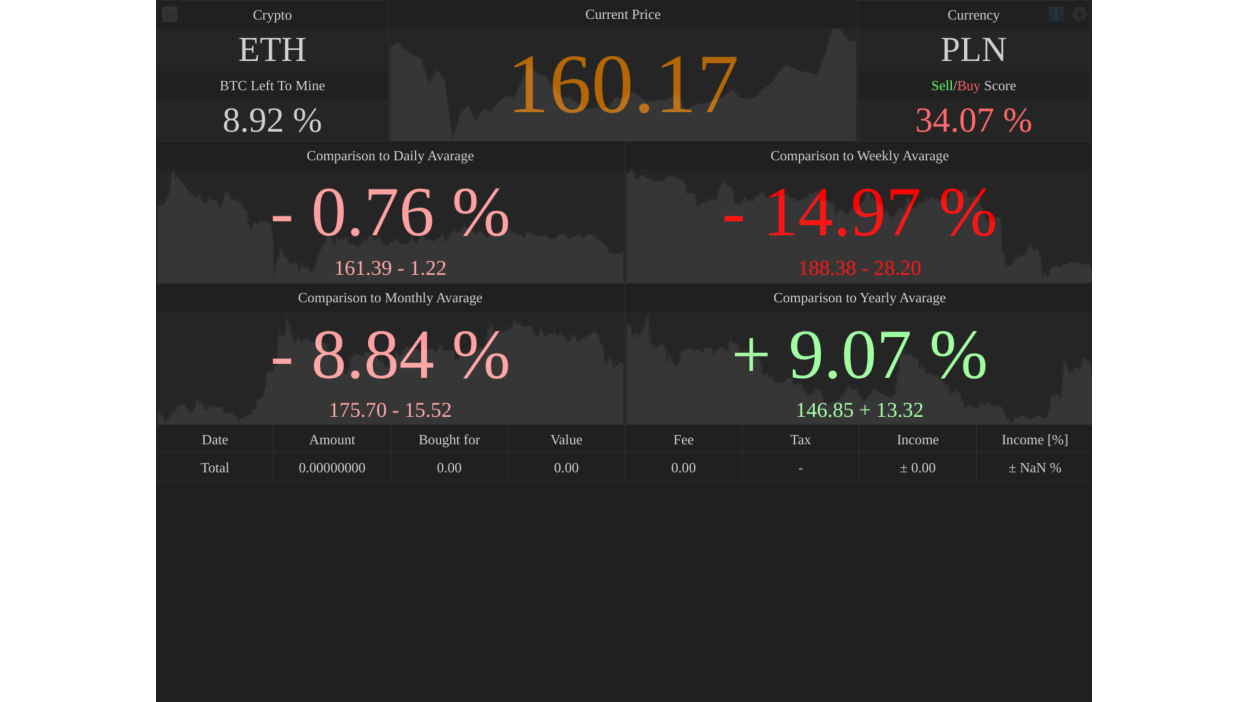 Crypto
Current Price
Currency
ETH
160.17
PLN
BTC Left To Mine
Sell/Buy Score
8.92 %
34.07 %
Comparison to Daily Avarage
Comparison to Weekly Avarage
- 0.76 %
- 14.97 %
161.39 - 1.22
188.38 - 28.20
Comparison to Monthly Avarage
Comparison to Yearly Avarage
- 8.84 %
+ 9.07 %
175.70 - 15.52
146.85 + 13.32
Date Amount Bought for Value Fee Tax Income Income [%]
Total 0.00000000 0.00 0.00 0.00 - ± 0.00 ± NaN %